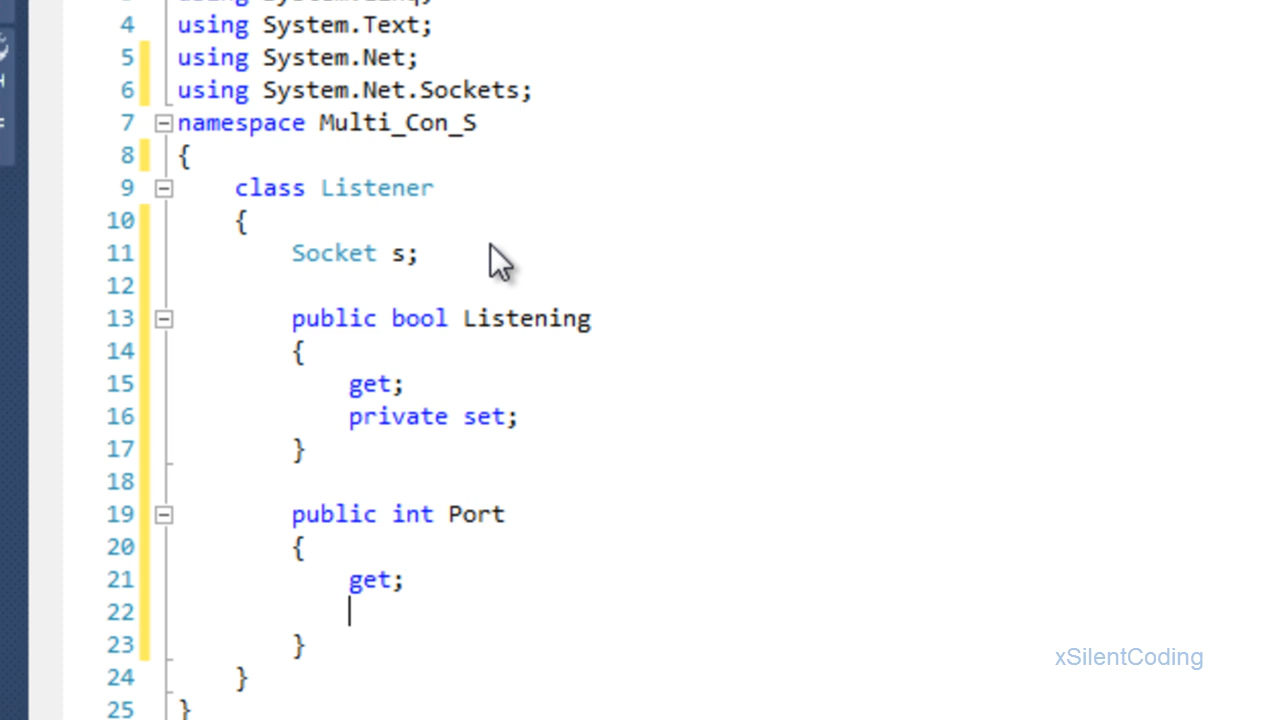 4 using System.Text;
5 using System.Net;
6 using System.Net.Sockets;
7 namespace Multi_Con_S
8 {
9 class Listener
10 {
11 Socket s;
12
13 public bool Listening
14 {
15 get;
16 private set;
17 }
18
19 public int Port
20 {
21 get;
22
23 }
24 }
25 }
xSilentCoding